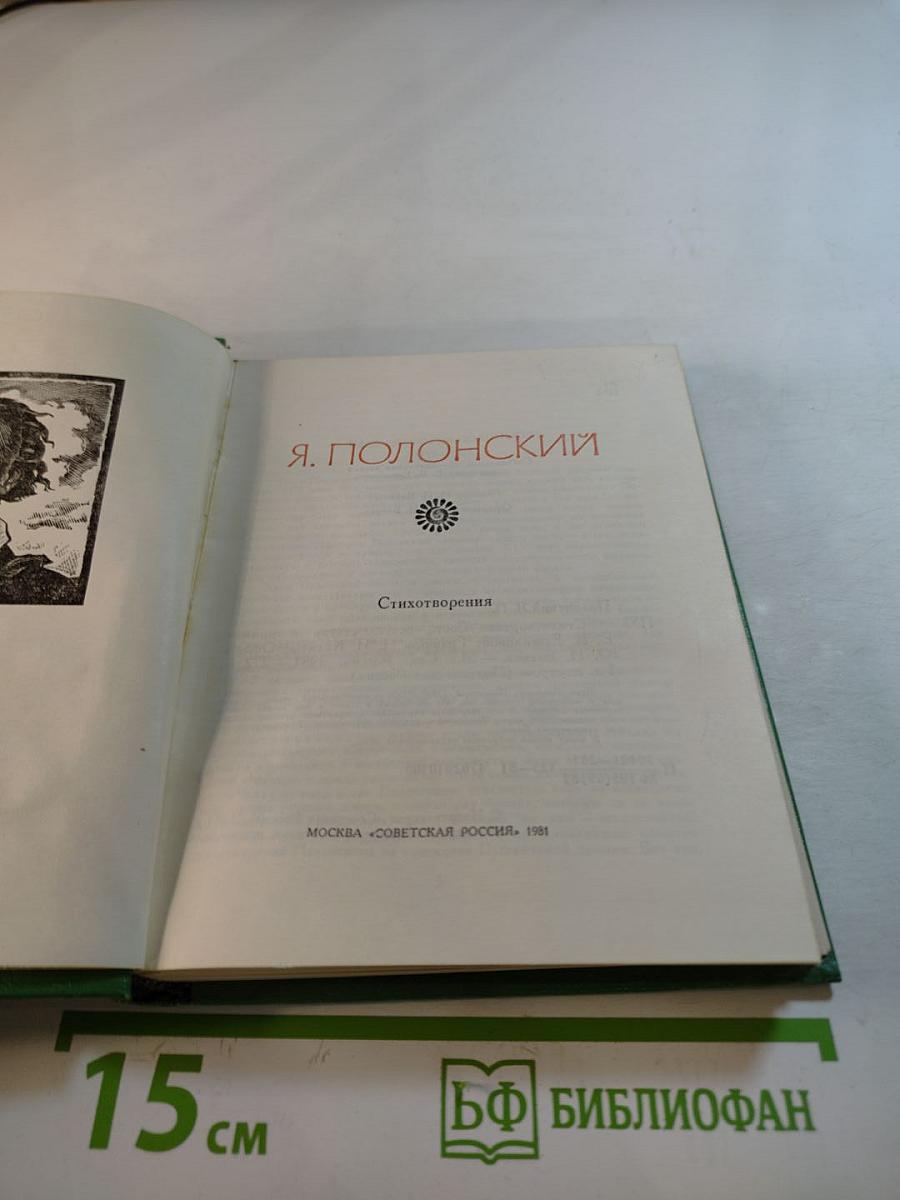 Я. ПОЛОНСКИЙ
Стихотворения
МОСКВА «СОВЕТСКАЯ РОССИЯ» 1981
15 см
БФ БИБЛИОФАН